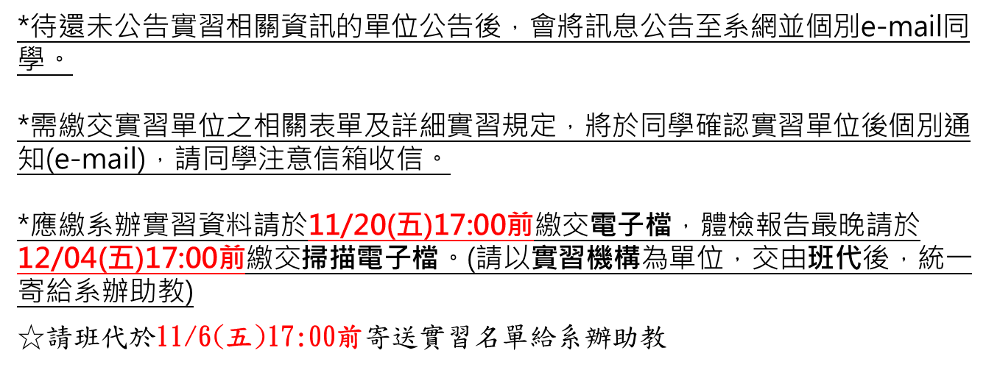 *待還未公告實習相關資訊的單位公告後，會將訊息公告至系網並個別e-mail同
學。
*需繳交實習單位之相關表單及詳細實習規定，將於同學確認實習單位後個別通
知(e-mail)，請同學注意信箱收信。
*應繳系辦實習資料請於11/20(五)17:00前繳交電子檔，體檢報告最晚請於
12/04(五)17:00前繳交掃描電子檔。(請以實習機構為單位，交由班代後，統一
寄給系辦助教)
☆請班代於11/6(五)17:00前寄送實習名單給系辦助教